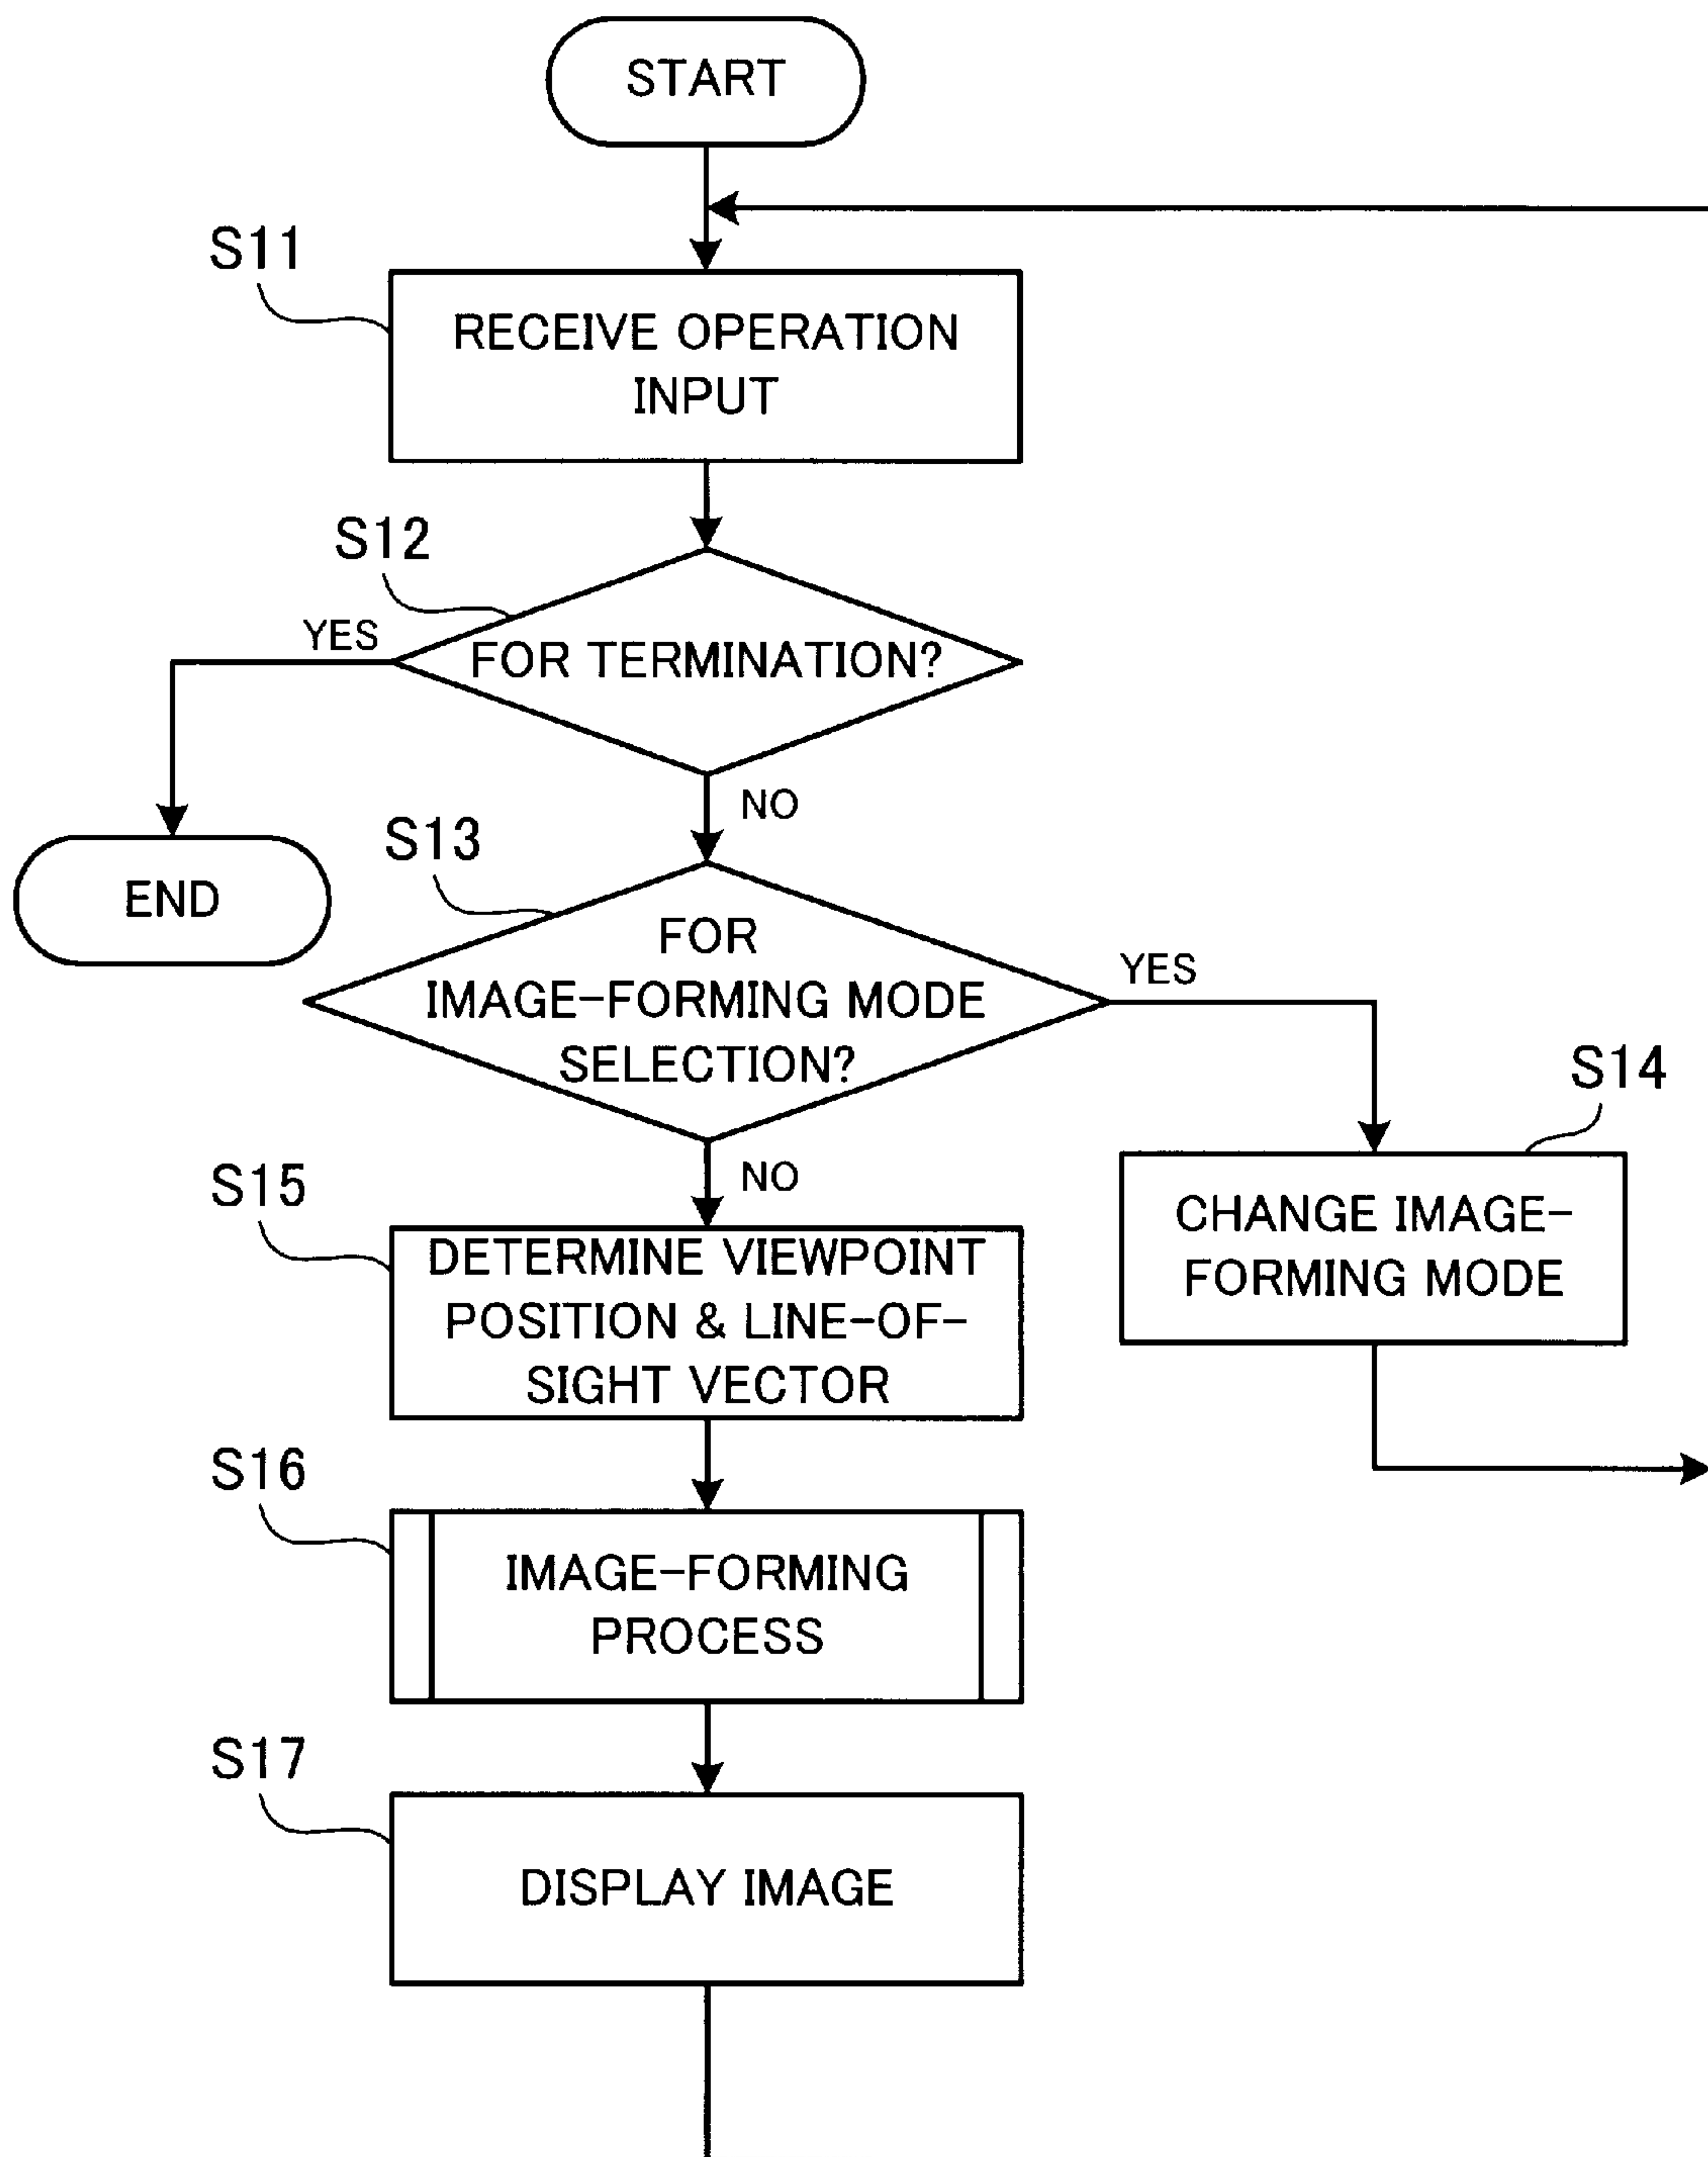 START
S11
RECEIVE OPERATION
INPUT
S12
YES
FOR TERMINATION?
NO
END
S13
FOR
IMAGE-FORMING MODE
SELECTION?
YES
S14
CHANGE IMAGE-
FORMING MODE
NO
S15
DETERMINE VIEWPOINT
POSITION & LINE-OF-
SIGHT VECTOR
S16
IMAGE-FORMING
PROCESS
S17
DISPLAY IMAGE